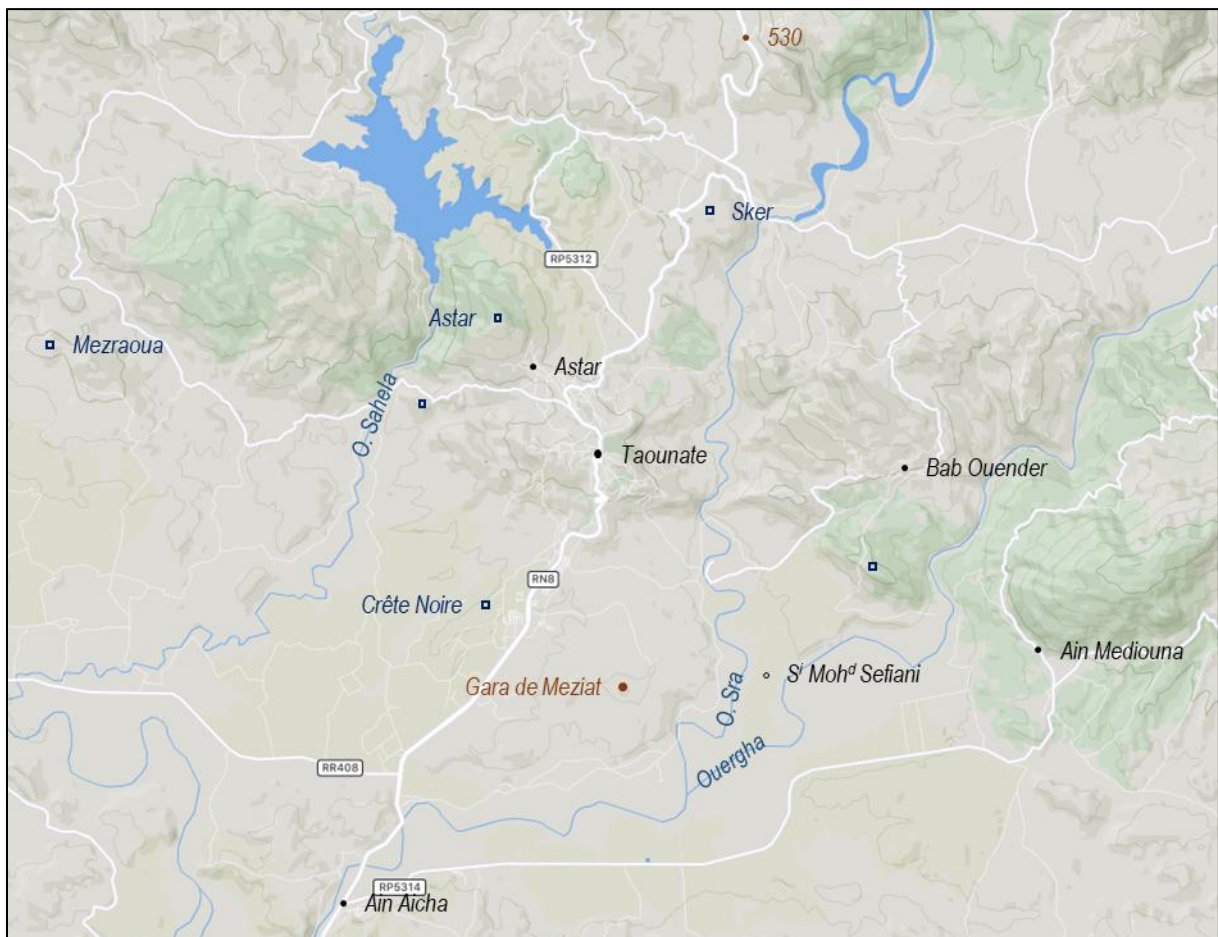 530
Sker
RP5312
Astar
Mezraoua
Astar
O. Sahela
Taounate
Bab Ouender
RN8
Crête Noire
Ain Mediouna
Gara de Meziat
Sⁱ Mohᵈ Sefiani
O. Sra
Ouergha
RR408
RP5314
Ain Aicha